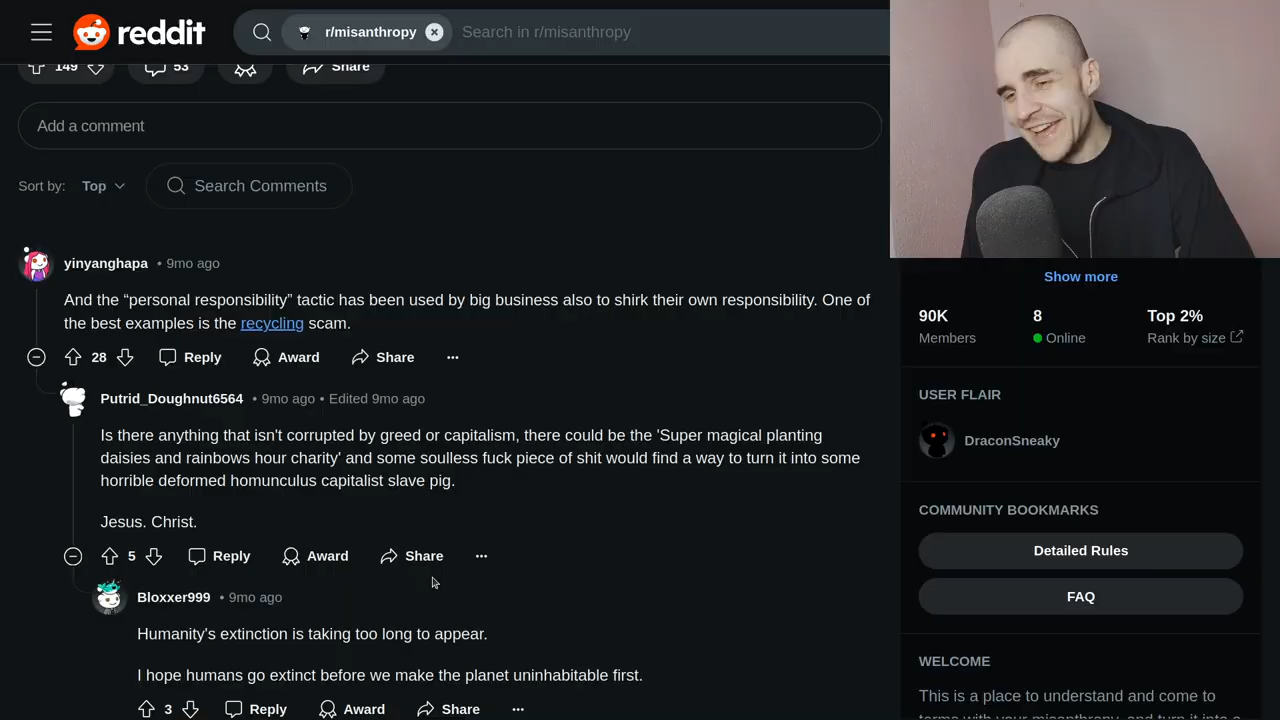 reddit
r/misanthropy
Search in r/misanthropy
149
53
Share
Add a comment
Sort by:
Top
Search Comments
yinyanghapa
• 9mo ago
And the “personal responsibility” tactic has been used by big business also to shirk their own responsibility. One of
the best examples is the recycling scam.
28
Reply
Award
Share
Putrid_Doughnut6564
• 9mo ago • Edited 9mo ago
Is there anything that isn't corrupted by greed or capitalism, there could be the 'Super magical planting
daisies and rainbows hour charity' and some soulless fuck piece of shit would find a way to turn it into some
horrible deformed homunculus capitalist slave pig.
Jesus. Christ.
5
Reply
Award
Share
Bloxxer999
• 9mo ago
Humanity's extinction is taking too long to appear.
I hope humans go extinct before we make the planet uninhabitable first.
3
Reply
Award
Share
Show more
90K
8
Top 2%
Members
Online
Rank by size
USER FLAIR
DraconSneaky
COMMUNITY BOOKMARKS
Detailed Rules
FAQ
WELCOME
This is a place to understand and come to
terms with your misanthropy, and turn it into a